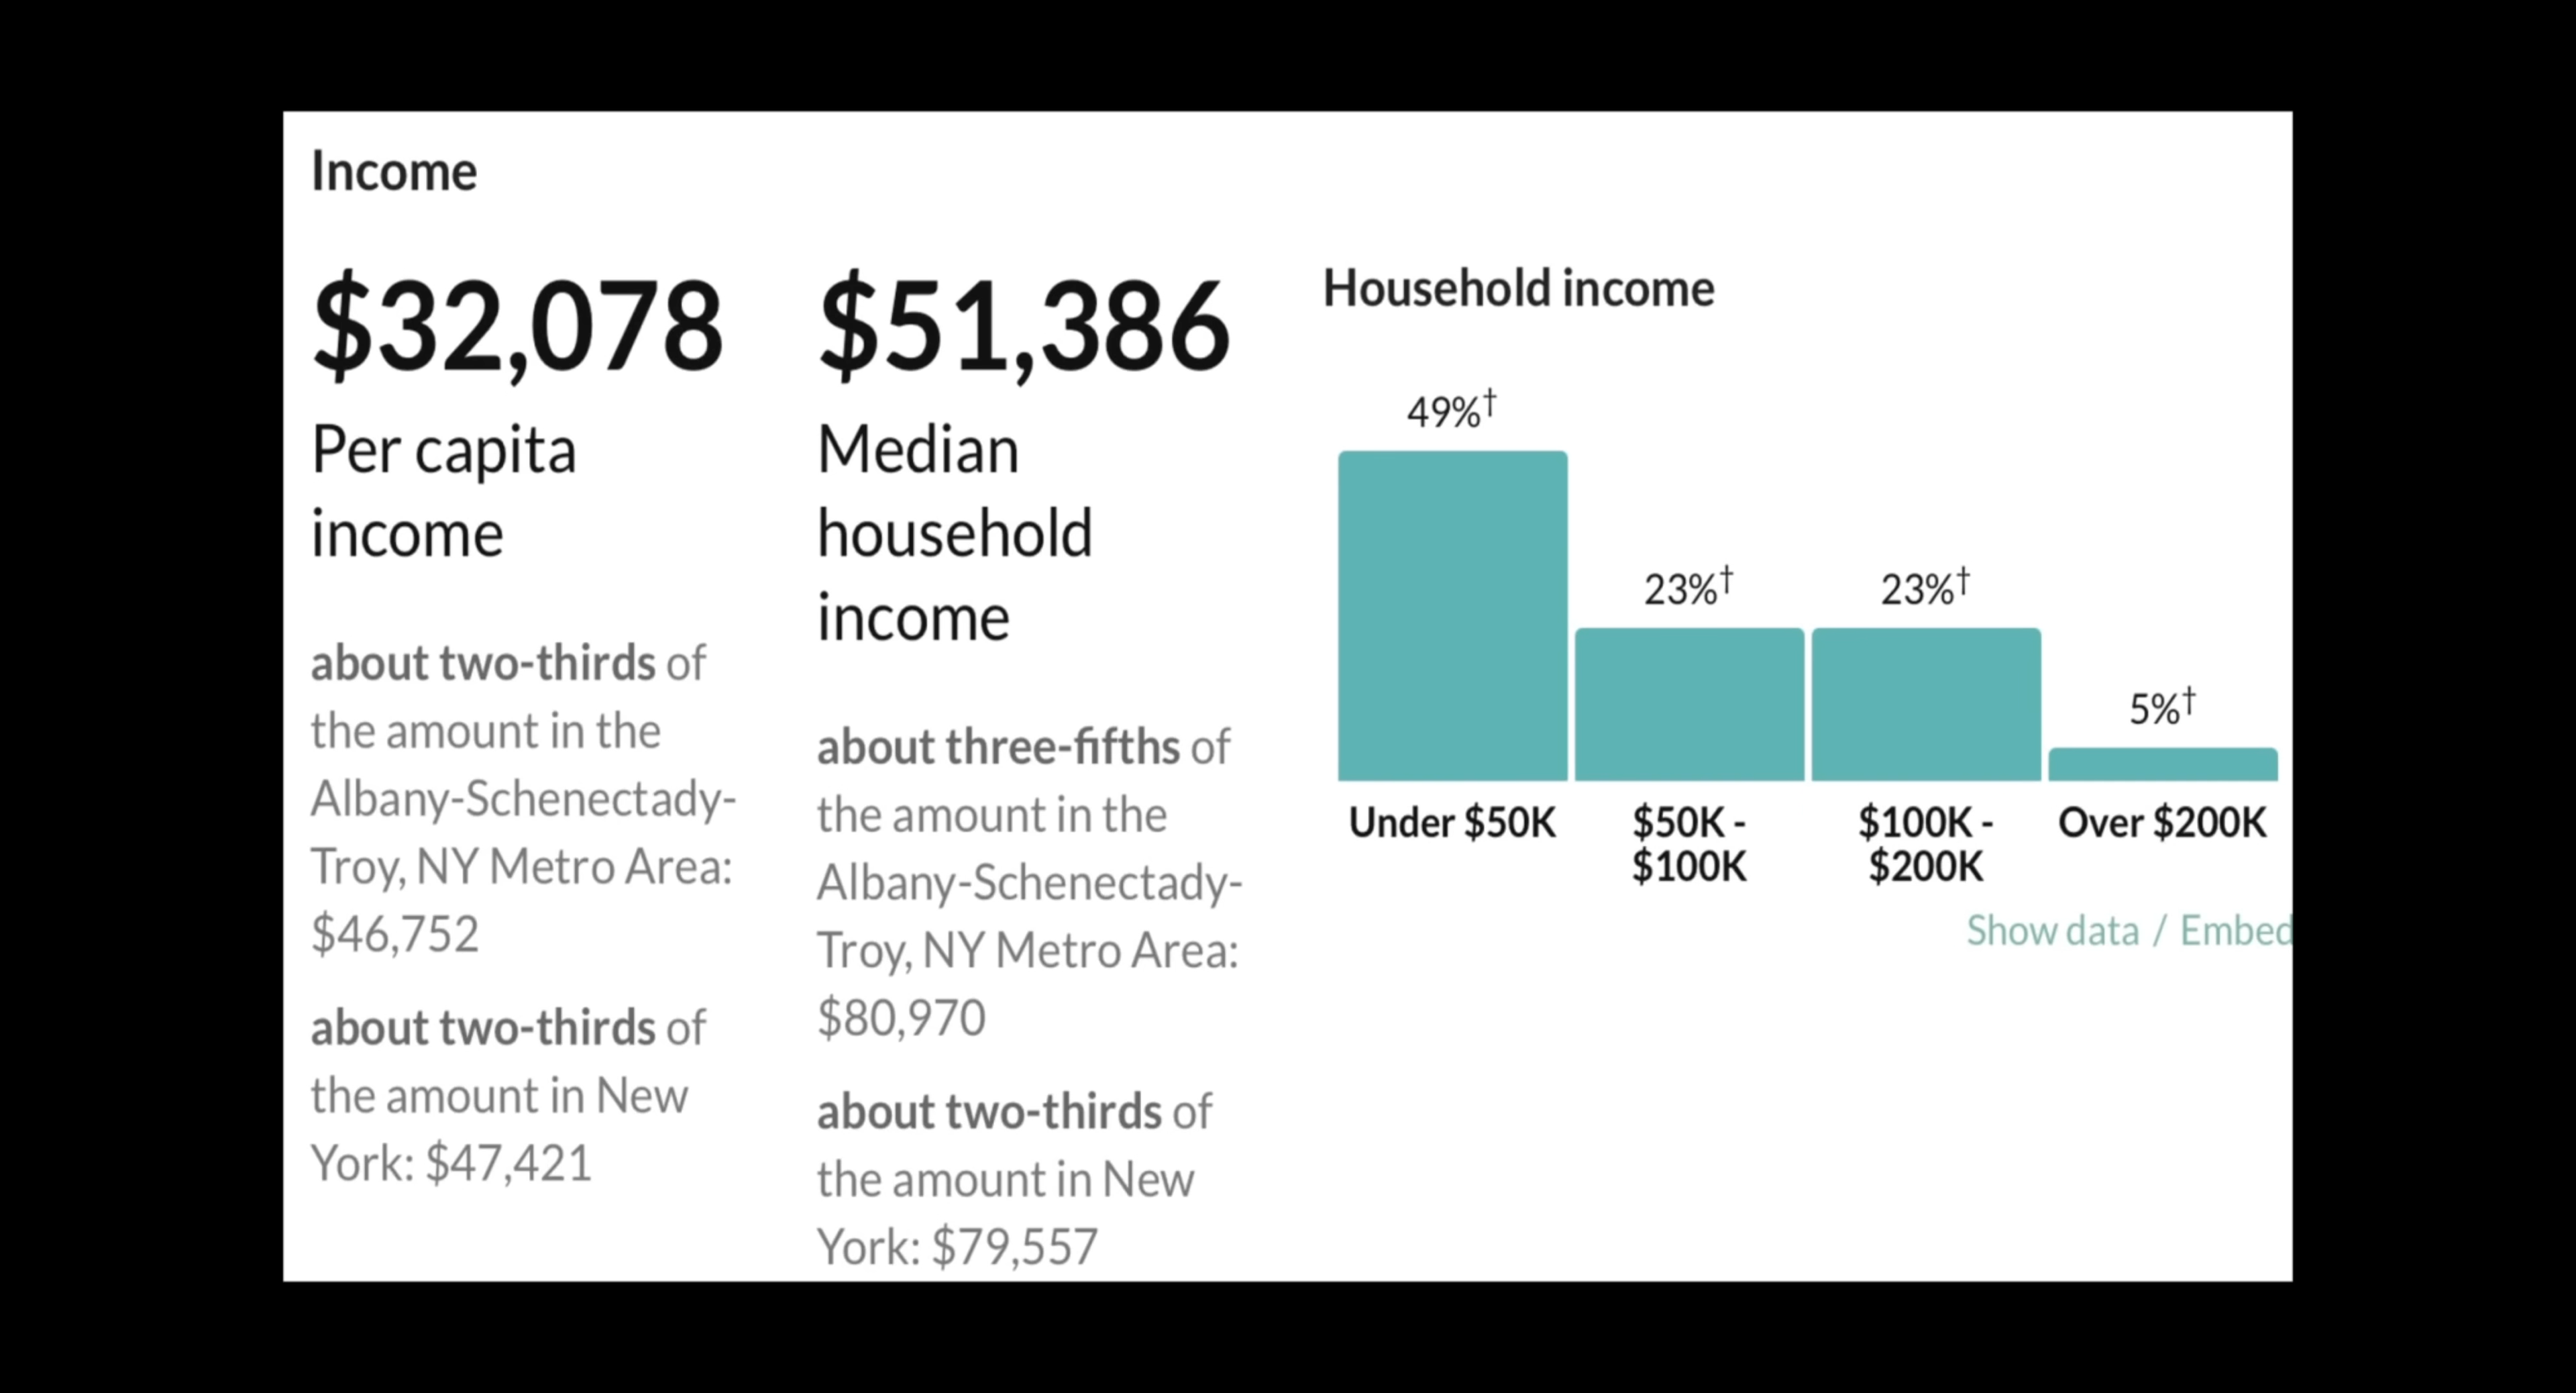 Income
$32,078
Per capita
income
about two-thirds of
the amount in the
Albany-Schenectady-
Troy, NY Metro Area:
$46,752
about two-thirds of
the amount in New
York: $47,421
$51,386
Median
household
income
about three-fifths of
the amount in the
Albany-Schenectady-
Troy, NY Metro Area:
$80,970
about two-thirds of
the amount in New
York: $79,557
Household income
49%†
23%†
23%†
5%†
Under $50K
$50K -
$100K
$100K -
$200K
Over $200K
Show data / Embed